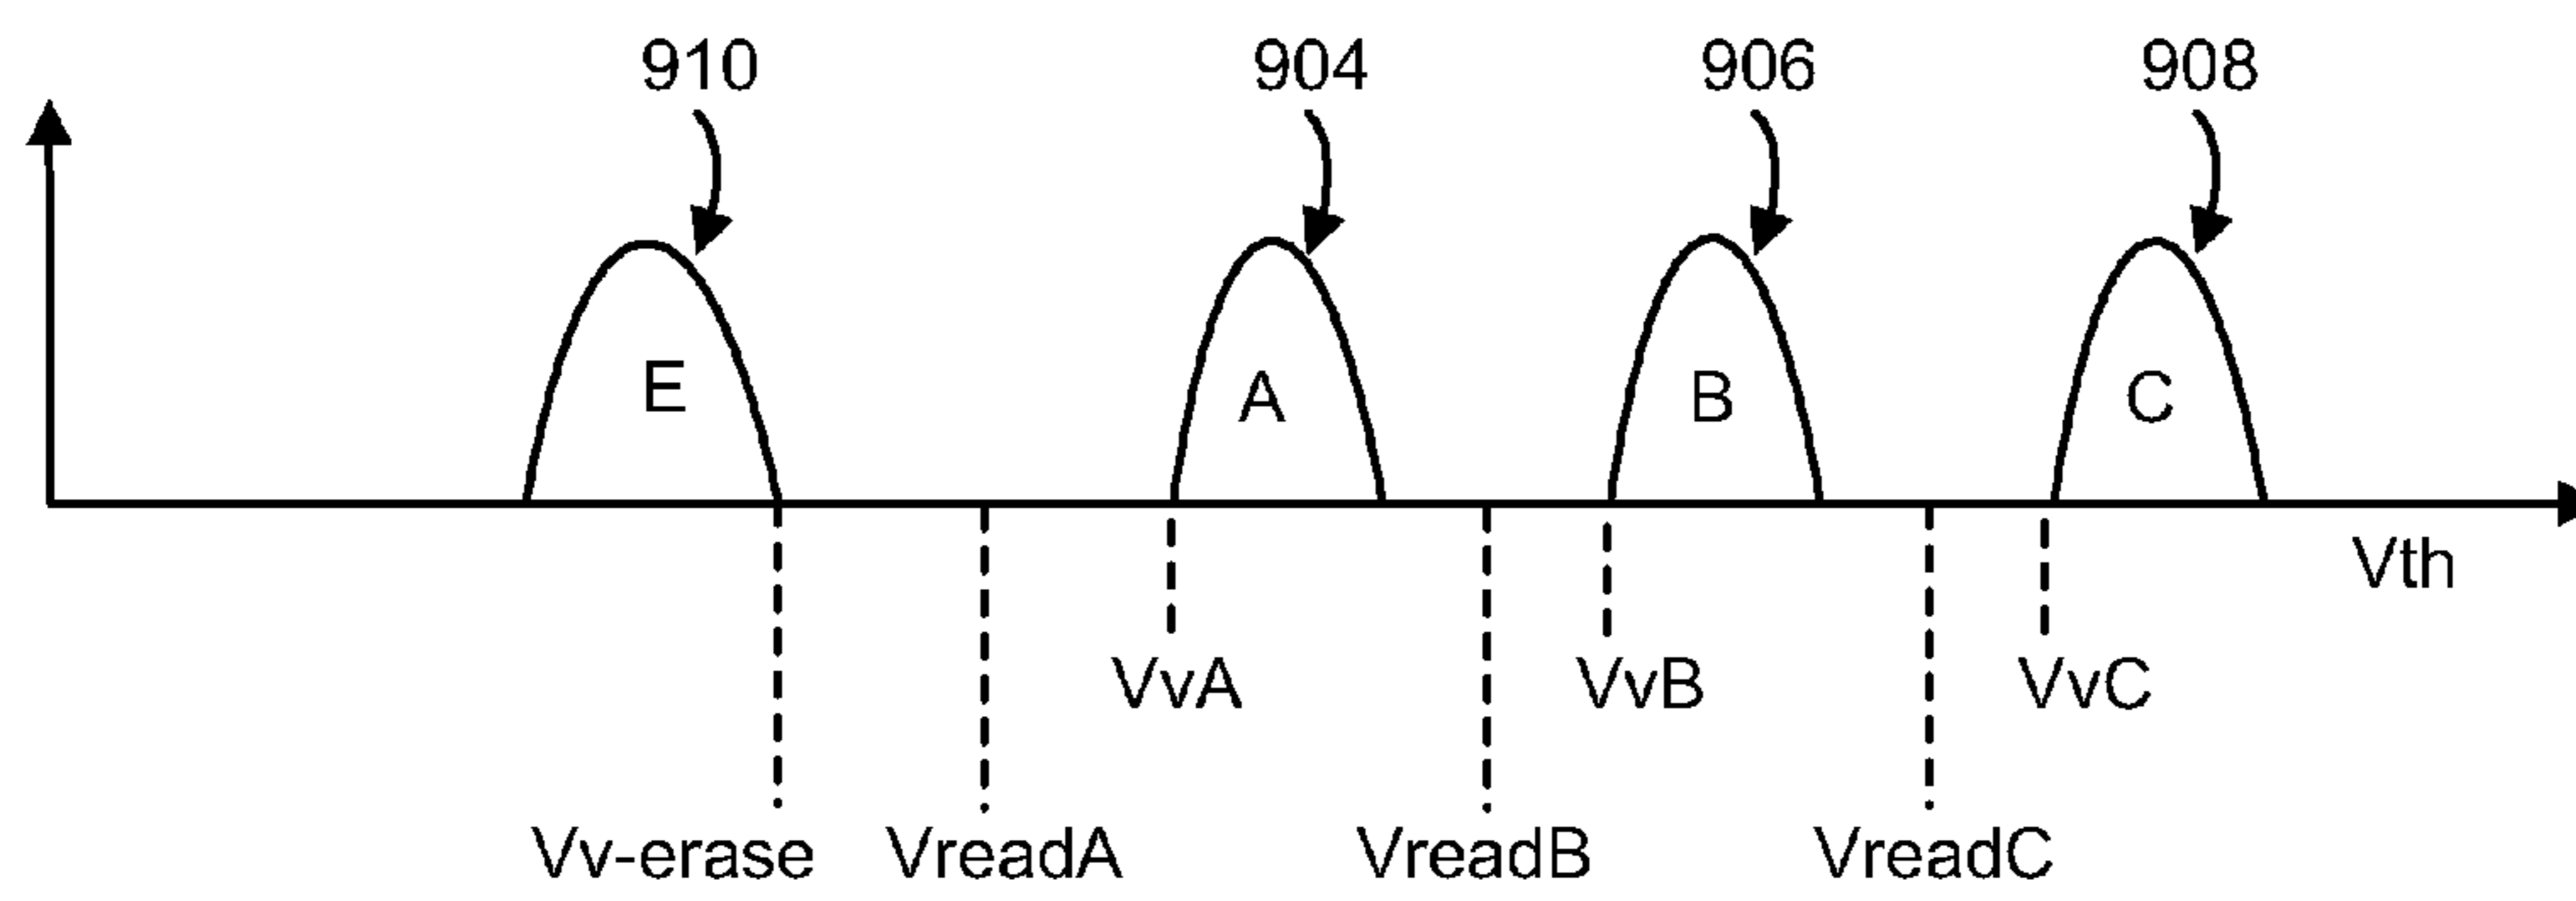 910 904 906 908
E A B C
Vth
VvA VvB VvC
Vv-erase VreadA VreadB VreadC